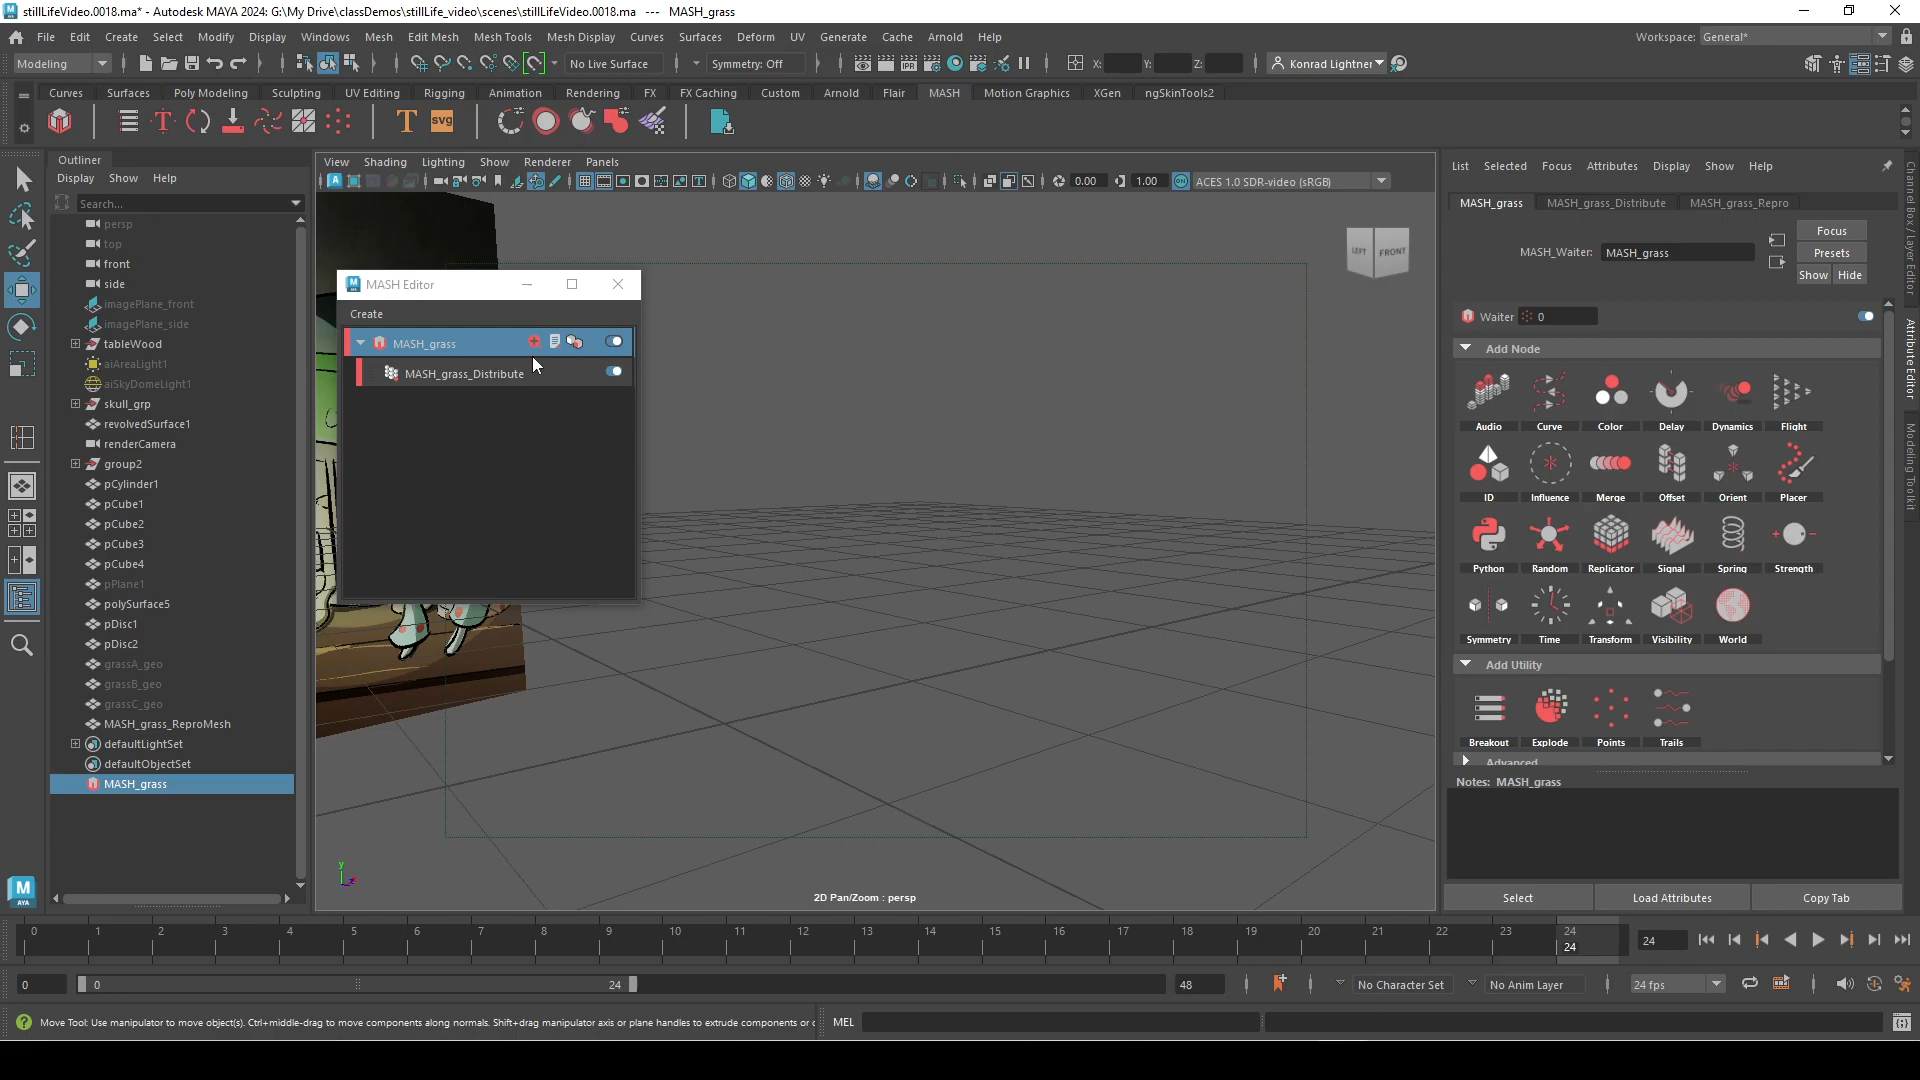 stillLifeVideo.0018.ma* - Autodesk MAYA 2024: G:\My Drive\classDemos\stillLife_video\scenes\stillLifeVideo.0018.ma --- MASH_grass
File Edit Create Select Modify Display Windows Mesh Edit Mesh Mesh Tools Mesh Display Curves Surfaces Deform UV Generate Cache Arnold Help Workspace: General*
Modeling No Live Surface Symmetry: Off X: Y: Z: Konrad Lightner
Curves Surfaces Poly Modeling Sculpting UV Editing Rigging Animation Rendering FX FX Caching Custom Arnold Flair MASH Motion Graphics XGen ngSkinTools2
T svg
Outliner
Display Show Help
Search...
persp
top
front
side
imagePlane_front
imagePlane_side
tableWood
aiAreaLight1
aiSkyDomeLight1
skull_grp
revolvedSurface1
renderCamera
group2
pCylinder1
pCube1
pCube2
pCube3
pCube4
pPlane1
polySurface5
pDisc1
pDisc2
grassA_geo
grassB_geo
grassC_geo
MASH_grass_ReproMesh
defaultLightSet
defaultObjectSet
MASH_grass
View Shading Lighting Show Renderer Panels
0.00 1.00 ACES 1.0 SDR-video (sRGB)
LEFT FRONT
MASH Editor
Create
MASH_grass
MASH_grass_Distribute
y
2D Pan/Zoom : persp
List Selected Focus Attributes Display Show Help
MASH_grass MASH_grass_Distribute MASH_grass_Repro
Focus
MASH_Waiter: MASH_grass Presets
Show Hide
Waiter 0
Add Node
Audio Curve Color Delay Dynamics Flight
ID Influence Merge Offset Orient Placer
Python Random Replicator Signal Spring Strength
Symmetry Time Transform Visibility World
Add Utility
Breakout Explode Points Trails
Advanced
Notes: MASH_grass
Select Load Attributes Copy Tab
Channel Box / Layer Editor
Attribute Editor
Modeling Toolkit
M
AYA
0 1 2 3 4 5 6 7 8 9 10 11 12 13 14 15 16 17 18 19 20 21 22 23 24
24 24
0 0 24 48 No Character Set No Anim Layer 24 fps
Move Tool: Use manipulator to move object(s). Ctrl+middle-drag to move components along normals. Shift+drag manipulator axis or plane handles to extrude components or c MEL